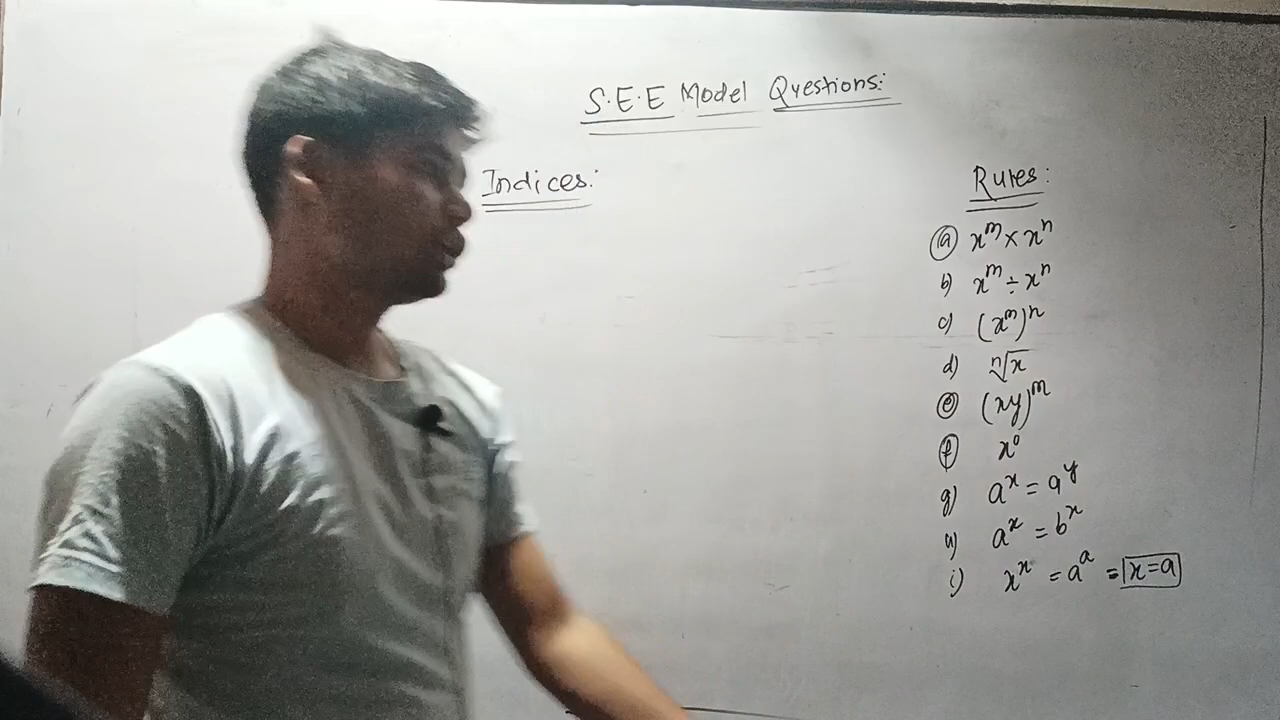 S.E.E Model Questions:
Indices:
Rules:
(a) x^m × x^n
b) x^m ÷ x^n
c) (x^m)^n
d) ⁿ√x
(e) (xy)^m
(f) x^0
g) a^x = a^y
h) a^x = b^x
i) x^x = a^a = x=a